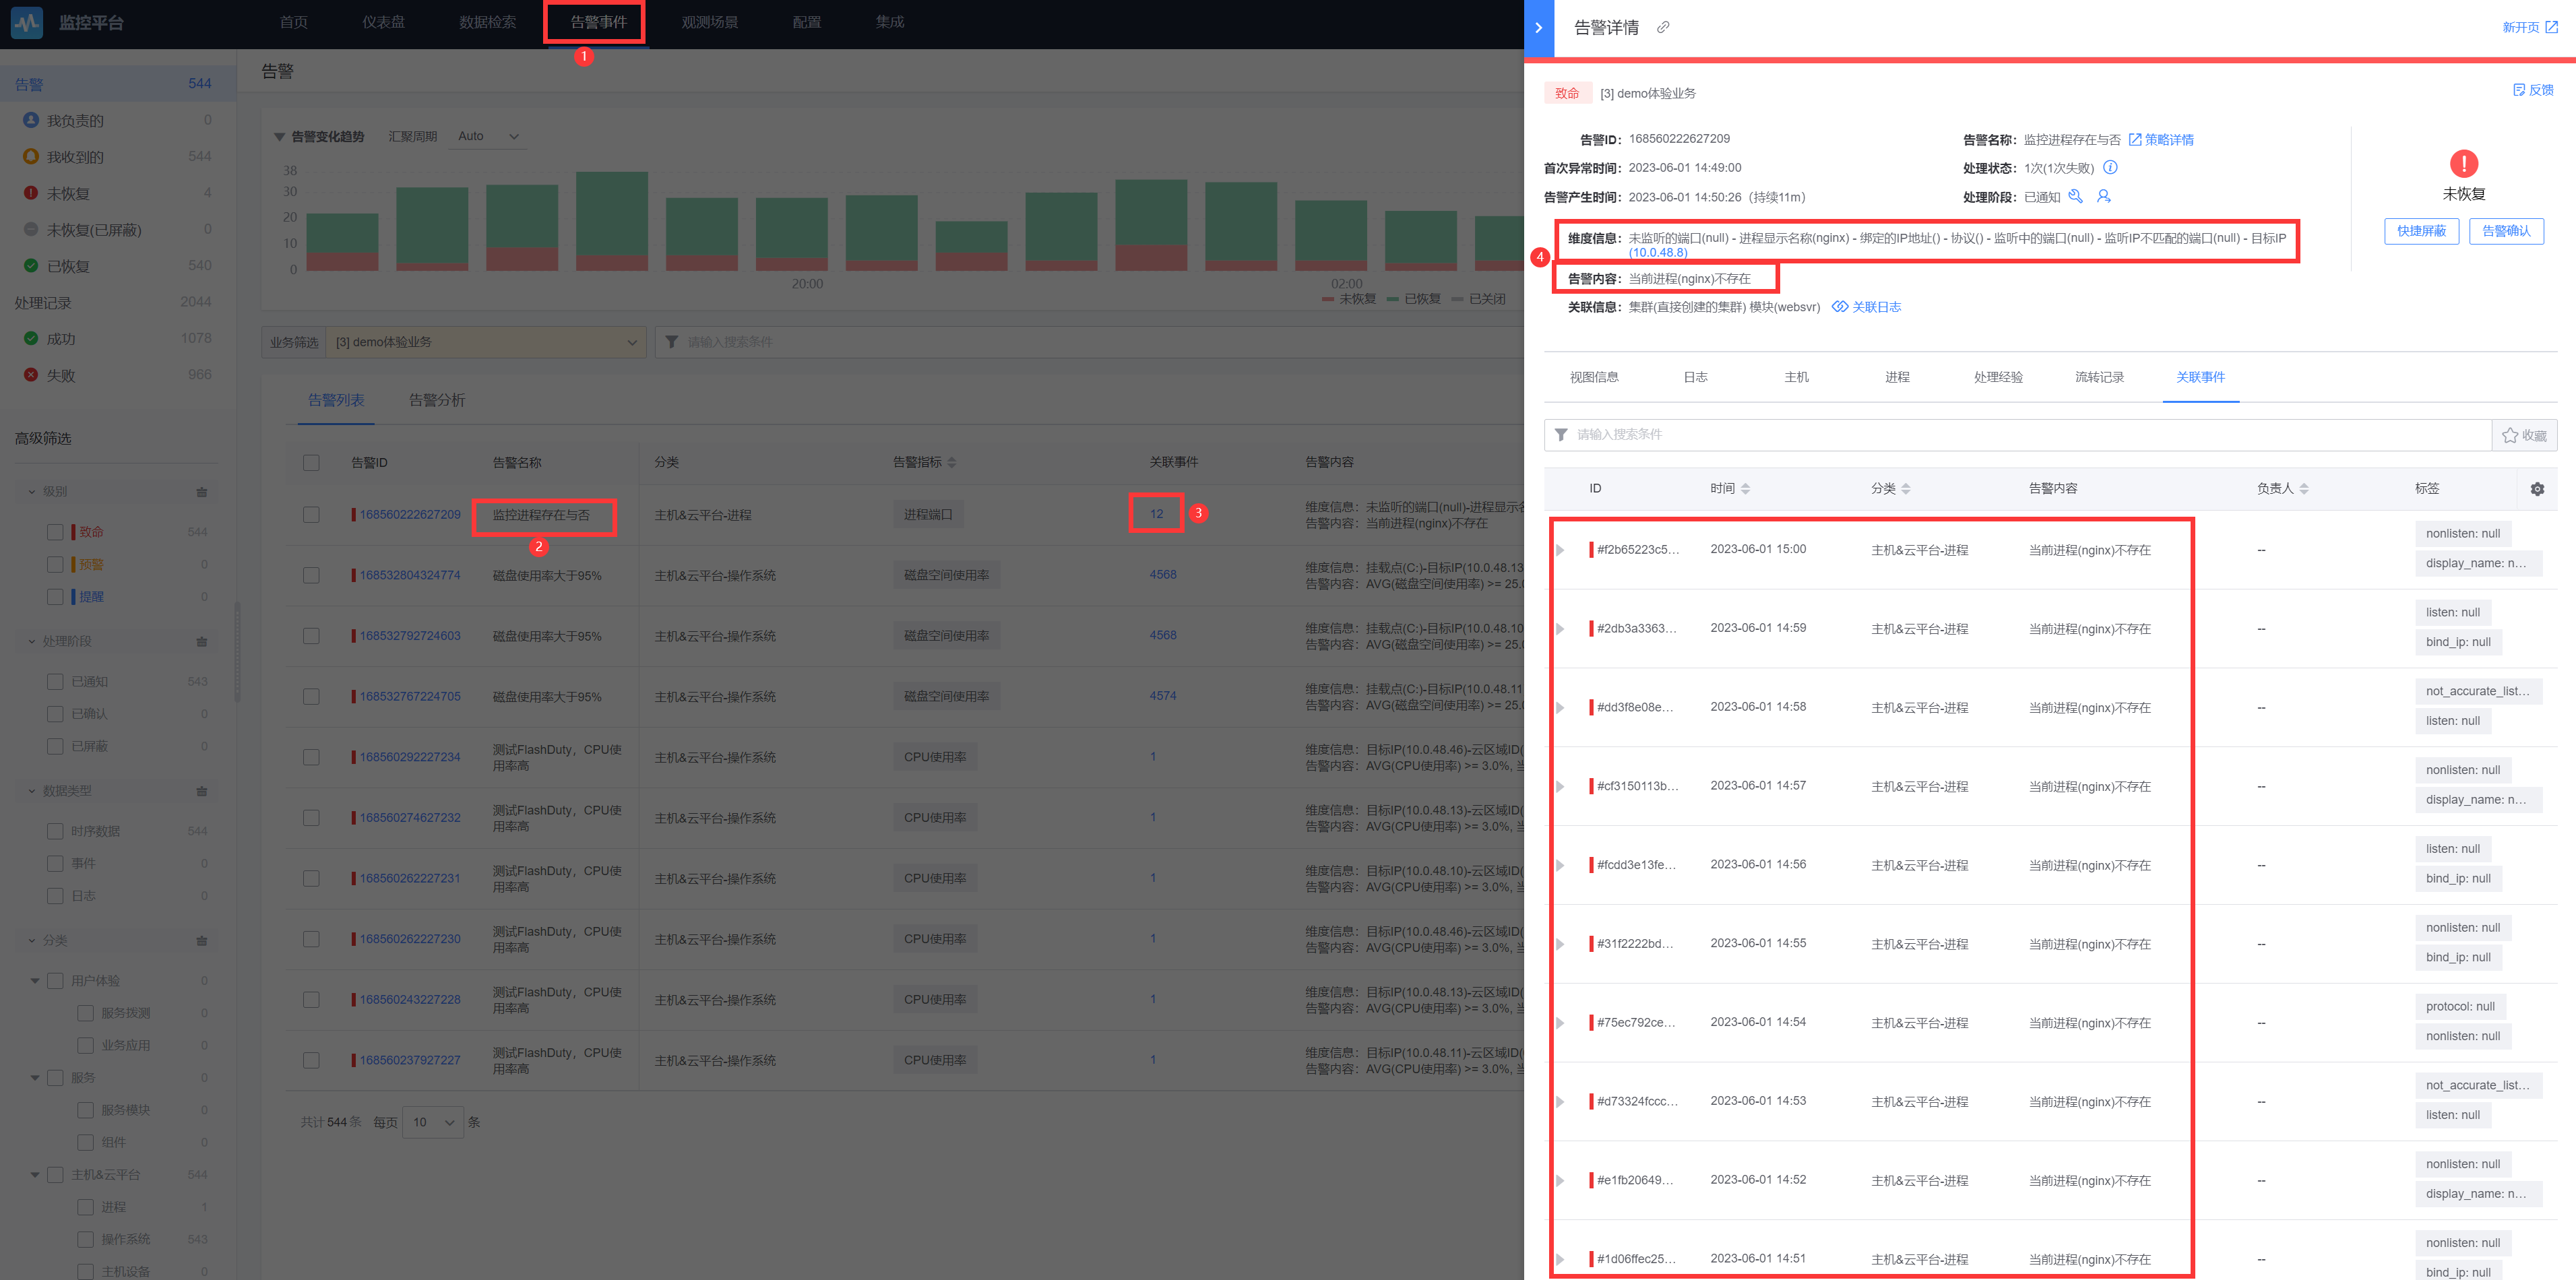 监控平台
首页
仪表盘
数据检索
告警事件
观测场景
配置
集成
1
告警 544
我负责的 0
我收到的 544
未恢复 4
未恢复(已屏蔽) 0
已恢复 540
处理记录 2044
成功 1078
失败 966
高级筛选
级别
致命 544
预警 0
提醒 0
处理阶段
已通知 543
已确认 0
已屏蔽 0
数据类型
时序数据 544
事件 0
日志 0
分类
用户体验 0
服务拨测 0
业务应用 0
服务 0
服务模块 0
组件 0
主机&云平台 544
进程 1
操作系统 543
主机设备 0
告警
告警变化趋势 汇聚周期 Auto
38
30
20
10
0
20:00 02:00
未恢复 已恢复 已关闭
业务筛选 [3] demo体验业务 请输入搜索条件
告警列表 告警分析
告警ID 告警名称 分类 告警指标 关联事件 告警内容
168560222627209 监控进程存在与否 主机&云平台-进程 进程端口 12 维度信息：未监听的端口(null)-进程显示名
告警内容：当前进程(nginx)不存在
2
3
168532804324774 磁盘使用率大于95% 主机&云平台-操作系统 磁盘空间使用率 4568 维度信息：挂载点(C:)-目标IP(10.0.48.13
告警内容：AVG(磁盘空间使用率) >= 25.
168532792724603 磁盘使用率大于95% 主机&云平台-操作系统 磁盘空间使用率 4568 维度信息：挂载点(C:)-目标IP(10.0.48.10
告警内容：AVG(磁盘空间使用率) >= 25.
168532767224705 磁盘使用率大于95% 主机&云平台-操作系统 磁盘空间使用率 4574 维度信息：挂载点(C:)-目标IP(10.0.48.11
告警内容：AVG(磁盘空间使用率) >= 25.
168560292227234 测试FlashDuty，CPU使用率高 主机&云平台-操作系统 CPU使用率 1 维度信息：目标IP(10.0.48.46)-云区域ID(
告警内容：AVG(CPU使用率) >= 3.0%, 当
168560274627232 测试FlashDuty，CPU使用率高 主机&云平台-操作系统 CPU使用率 1 维度信息：目标IP(10.0.48.13)-云区域ID(
告警内容：AVG(CPU使用率) >= 3.0%, 当
168560262227231 测试FlashDuty，CPU使用率高 主机&云平台-操作系统 CPU使用率 1 维度信息：目标IP(10.0.48.10)-云区域ID(
告警内容：AVG(CPU使用率) >= 3.0%, 当
168560262227230 测试FlashDuty，CPU使用率高 主机&云平台-操作系统 CPU使用率 1 维度信息：目标IP(10.0.48.46)-云区域ID(
告警内容：AVG(CPU使用率) >= 3.0%, 当
168560243227228 测试FlashDuty，CPU使用率高 主机&云平台-操作系统 CPU使用率 1 维度信息：目标IP(10.0.48.13)-云区域ID(
告警内容：AVG(CPU使用率) >= 3.0%, 当
168560237927227 测试FlashDuty，CPU使用率高 主机&云平台-操作系统 CPU使用率 1 维度信息：目标IP(10.0.48.11)-云区域ID(
告警内容：AVG(CPU使用率) >= 3.0%, 当
共计 544 条 每页 10 条
告警详情 新开页
致命 [3] demo体验业务 反馈
告警ID： 168560222627209 告警名称： 监控进程存在与否 策略详情
首次异常时间： 2023-06-01 14:49:00 处理状态： 1次(1次失败)
告警产生时间： 2023-06-01 14:50:26（持续11m） 处理阶段： 已通知
未恢复
快捷屏蔽 告警确认
维度信息： 未监听的端口(null) - 进程显示名称(nginx) - 绑定的IP地址() - 协议() - 监听中的端口(null) - 监听IP不匹配的端口(null) - 目标IP
(10.0.48.8)
4
告警内容： 当前进程(nginx)不存在
关联信息： 集群(直接创建的集群) 模块(websvr) 关联日志
视图信息 日志 主机 进程 处理经验 流转记录 关联事件
请输入搜索条件 收藏
ID 时间 分类 告警内容 负责人 标签
#f2b65223c5... 2023-06-01 15:00 主机&云平台-进程 当前进程(nginx)不存在 -- nonlisten: null
display_name: n...
#2db3a3363... 2023-06-01 14:59 主机&云平台-进程 当前进程(nginx)不存在 -- listen: null
bind_ip: null
#dd3f8e08e... 2023-06-01 14:58 主机&云平台-进程 当前进程(nginx)不存在 -- not_accurate_list...
listen: null
#cf3150113b... 2023-06-01 14:57 主机&云平台-进程 当前进程(nginx)不存在 -- nonlisten: null
display_name: n...
#fcdd3e13fe... 2023-06-01 14:56 主机&云平台-进程 当前进程(nginx)不存在 -- listen: null
bind_ip: null
#31f2222bd... 2023-06-01 14:55 主机&云平台-进程 当前进程(nginx)不存在 -- nonlisten: null
bind_ip: null
#75ec792ce... 2023-06-01 14:54 主机&云平台-进程 当前进程(nginx)不存在 -- protocol: null
nonlisten: null
#d73324fccc... 2023-06-01 14:53 主机&云平台-进程 当前进程(nginx)不存在 -- not_accurate_list...
listen: null
#e1fb20649... 2023-06-01 14:52 主机&云平台-进程 当前进程(nginx)不存在 -- nonlisten: null
display_name: n...
#1d06ffec25... 2023-06-01 14:51 主机&云平台-进程 当前进程(nginx)不存在 -- nonlisten: null
bind_ip: null